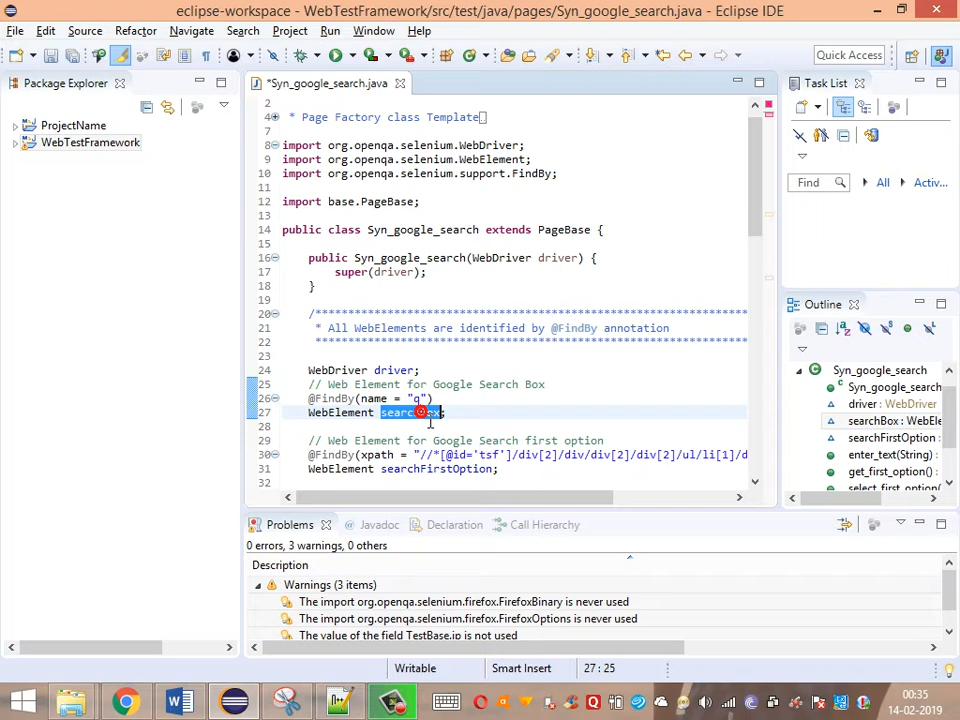 eclipse-workspace - WebTestFramework/src/test/java/pages/Syn_google_search.java - Eclipse IDE
File Edit Source Refactor Navigate Search Project Run Window Help
Quick Access
Package Explorer
ProjectName
WebTestFramework
*Syn_google_search.java
2
4 * Page Factory class Template
7
8 import org.openqa.selenium.WebDriver;
9 import org.openqa.selenium.WebElement;
10 import org.openqa.selenium.support.FindBy;
11
12 import base.PageBase;
13
14 public class Syn_google_search extends PageBase {
15
16 public Syn_google_search(WebDriver driver) {
17 super(driver);
18 }
19
20 /******************************************************************
21 * All WebElements are identified by @FindBy annotation
22 ******************************************************************
23
24 WebDriver driver;
25 // Web Element for Google Search Box
26 @FindBy(name = "q")
27 WebElement searchBox;
28
29 // Web Element for Google Search first option
30 @FindBy(xpath = "//*[@id='tsf']/div[2]/div/div[2]/div[2]/ul/li[1]/d
31 WebElement searchFirstOption;
32
Task List
Find All Activ...
Outline
Syn_google_search
Syn_google_search
driver : WebDriver
searchBox : WebEle
searchFirstOption :
enter_text(String) :
get_first_option() :
select_first_option(
Problems Javadoc Declaration Call Hierarchy
0 errors, 3 warnings, 0 others
Description
Warnings (3 items)
The import org.openqa.selenium.firefox.FirefoxBinary is never used
The import org.openqa.selenium.firefox.FirefoxOptions is never used
The value of the field TestBase.ip is not used
Writable Smart Insert 27 : 25
00:35
14-02-2019